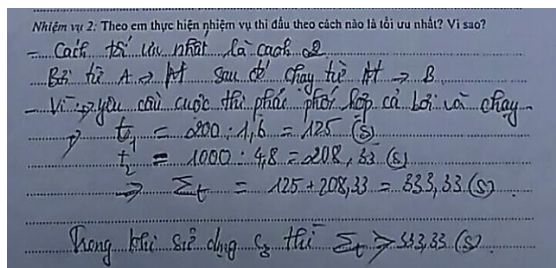 Nhiệm vụ 2: Theo em thực hiện nhiệm vụ thi đấu theo cách nào là tối ưu nhất? Vì sao?
- Cách tối ưu nhất là cách 2
Bơi từ A → M sau đó chạy từ M → B
- Vì → yêu cầu cuộc thi phải phối hợp cả bơi và chạy
t1 = 200 : 1,6 = 125 (s)
t2 = 1000 : 4,8 = 208,33 (s)
⇒ Σt = 125 + 208,33 = 333,33 (s)
Trong khi sử dụng C3 thì Σt > 333,33 (s).